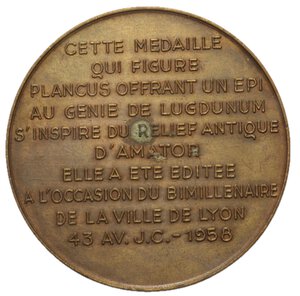 CETTE MEDAILLE
QUI FIGURE
PLANCUS OFFRANT UN EPI
AU GENIE DE LUGDUNUM
S'INSPIRE DU RELIEF ANTIQUE
D'AMATOR
ELLE A ETE EDITEE
A L'OCCASION DU BIMILLENAIRE
DE LA VILLE DE LYON
43 AV. J.C. - 1958